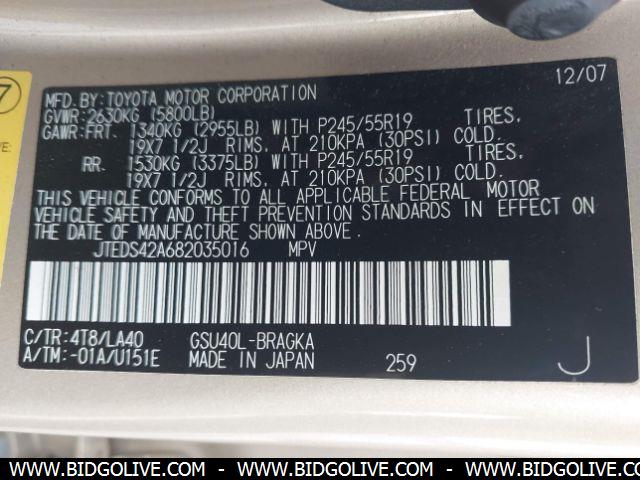 12/07
MFD.BY:TOYOTA MOTOR CORPORATION
GVWR:2630KG (5800LB)
GAWR:FRT. 1340KG (2955LB) WITH P245/55R19 TIRES,
19X7 1/2J RIMS, AT 210KPA (30PSI) COLD.
RR. 1530KG (3375LB) WITH P245/55R19 TIRES,
19X7 1/2J RIMS, AT 210KPA (30PSI) COLD.
THIS VEHICLE CONFORMS TO ALL APPLICABLE FEDERAL MOTOR
VEHICLE SAFETY AND THEFT PREVENTION STANDARDS IN EFFECT ON
THE DATE OF MANUFACTURE SHOWN ABOVE.
JTEDS42A682035016 MPV
C/TR:4T8/LA40 GSU40L-BRAGKA
A/TM:-01A/U151E MADE IN JAPAN 259 J
7
E:
WWW.BIDGOLIVE.COM - WWW.BIDGOLIVE.COM - WWW.BIDGOLIVE.COM